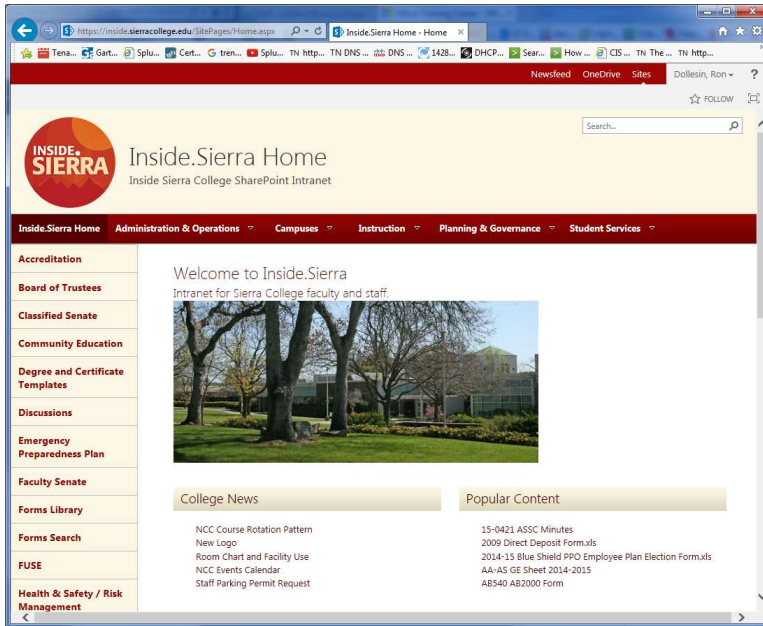 https://inside.sierracollege.edu/SitePages/Home.aspx
Inside.Sierra Home - Home
Tena... Gart... Splu... Cert... tren... Splu... TN http... TN DNS ... DNS ... 1428... DHCP... Sear... How ... CIS ... TN The ... TN http...
Newsfeed OneDrive Sites Dollesin, Ron ?
FOLLOW
Search...
INSIDE.
SIERRA
Inside.Sierra Home
Inside Sierra College SharePoint Intranet
Inside.Sierra Home Administration & Operations Campuses Instruction Planning & Governance Student Services
Accreditation
Board of Trustees
Classified Senate
Community Education
Degree and Certificate
Templates
Discussions
Emergency
Preparedness Plan
Faculty Senate
Forms Library
Forms Search
FUSE
Health & Safety / Risk
Management
Welcome to Inside.Sierra
Intranet for Sierra College faculty and staff.
College News
NCC Course Rotation Pattern
New Logo
Room Chart and Facility Use
NCC Events Calendar
Staff Parking Permit Request
Popular Content
15-0421 ASSC Minutes
2009 Direct Deposit Form.xls
2014-15 Blue Shield PPO Employee Plan Election Form.xls
AA-AS GE Sheet 2014-2015
AB540 AB2000 Form